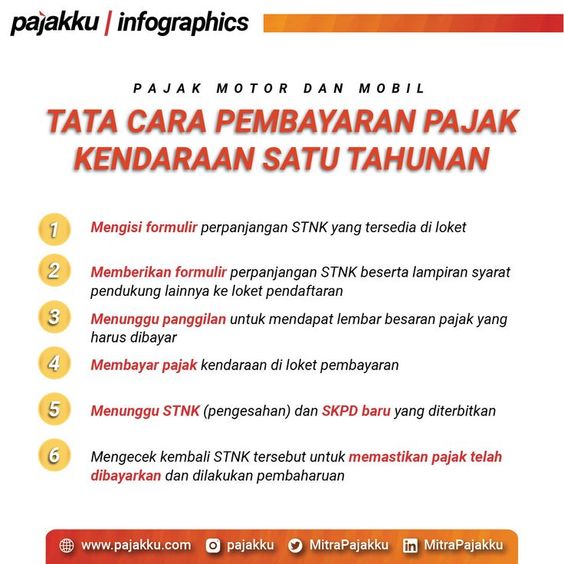 pajakku | infographics
PAJAK MOTOR DAN MOBIL
TATA CARA PEMBAYARAN PAJAK
KENDARAAN SATU TAHUNAN
1 Mengisi formulir perpanjangan STNK yang tersedia di loket
2 Memberikan formulir perpanjangan STNK beserta lampiran syarat
pendukung lainnya ke loket pendaftaran
3 Menunggu panggilan untuk mendapat lembar besaran pajak yang
harus dibayar
4 Membayar pajak kendaraan di loket pembayaran
5 Menunggu STNK (pengesahan) dan SKPD baru yang diterbitkan
6 Mengecek kembali STNK tersebut untuk memastikan pajak telah
dibayarkan dan dilakukan pembaharuan
www.pajakku.com pajakku MitraPajakku MitraPajakku